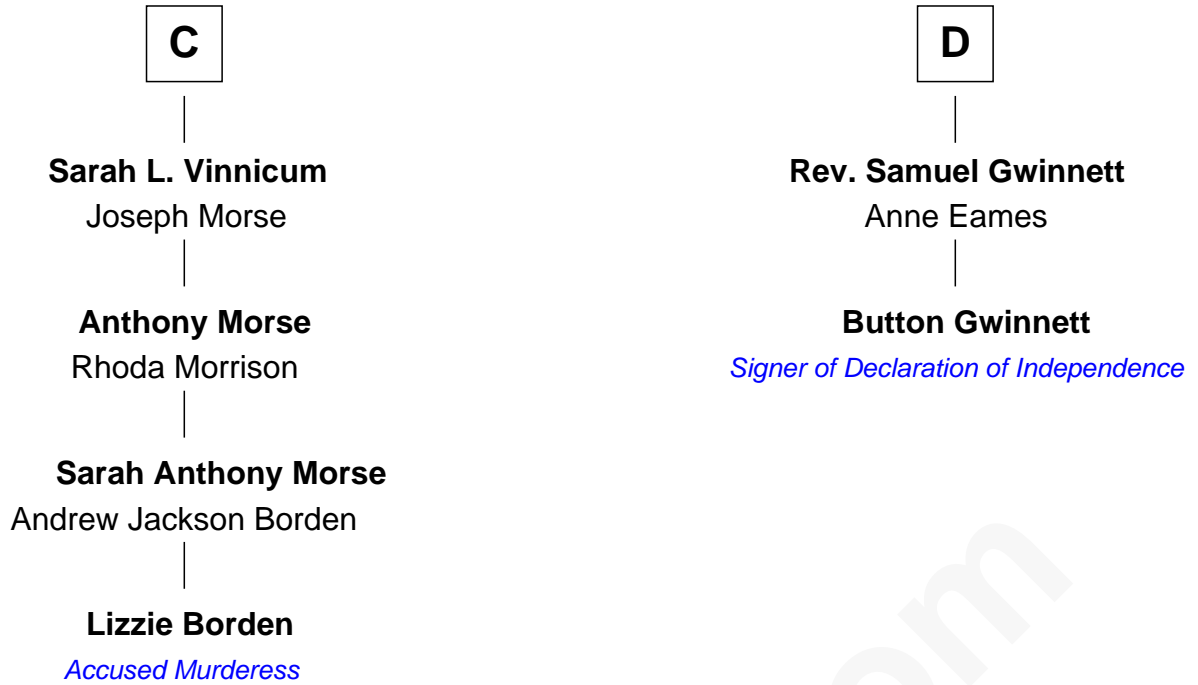 C
Sarah L. Vinnicum
Joseph Morse
Anthony Morse
Rhoda Morrison
Sarah Anthony Morse
Andrew Jackson Borden
Lizzie Borden
Accused Murderess
D
Rev. Samuel Gwinnett
Anne Eames
Button Gwinnett
Signer of Declaration of Independence
om